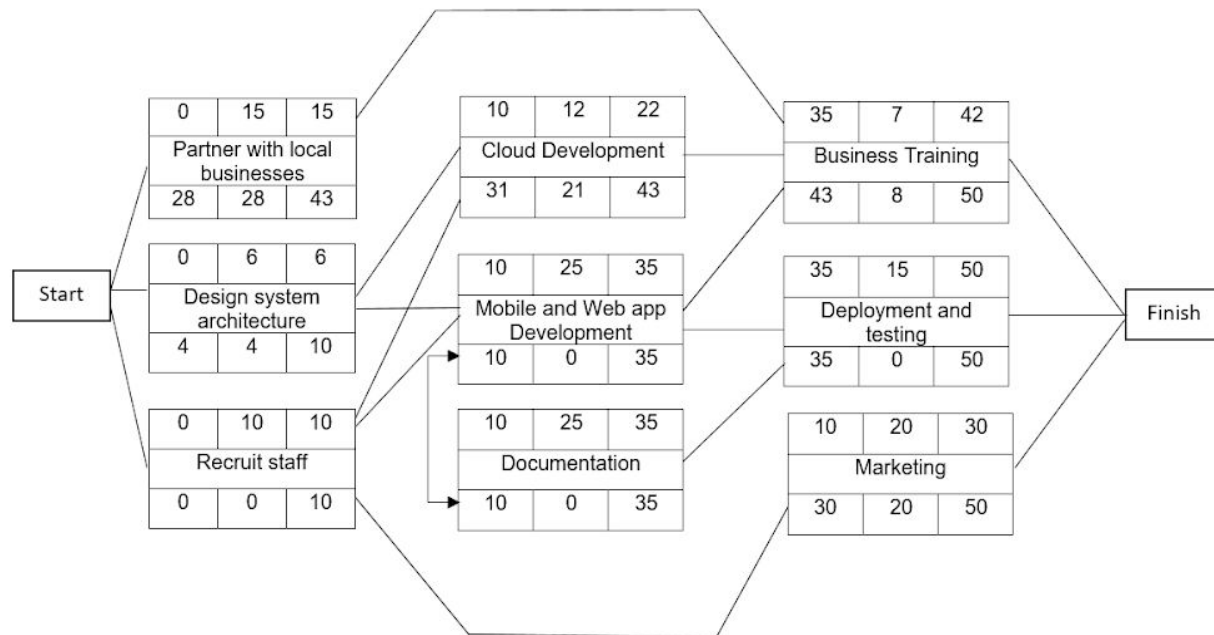 Start
0 15 15
Partner with local
businesses
28 28 43
0 6 6
Design system
architecture
4 4 10
0 10 10
Recruit staff
0 0 10
10 12 22
Cloud Development
31 21 43
10 25 35
Mobile and Web app
Development
10 0 35
10 25 35
Documentation
10 0 35
35 7 42
Business Training
43 8 50
35 15 50
Deployment and
testing
35 0 50
10 20 30
Marketing
30 20 50
Finish